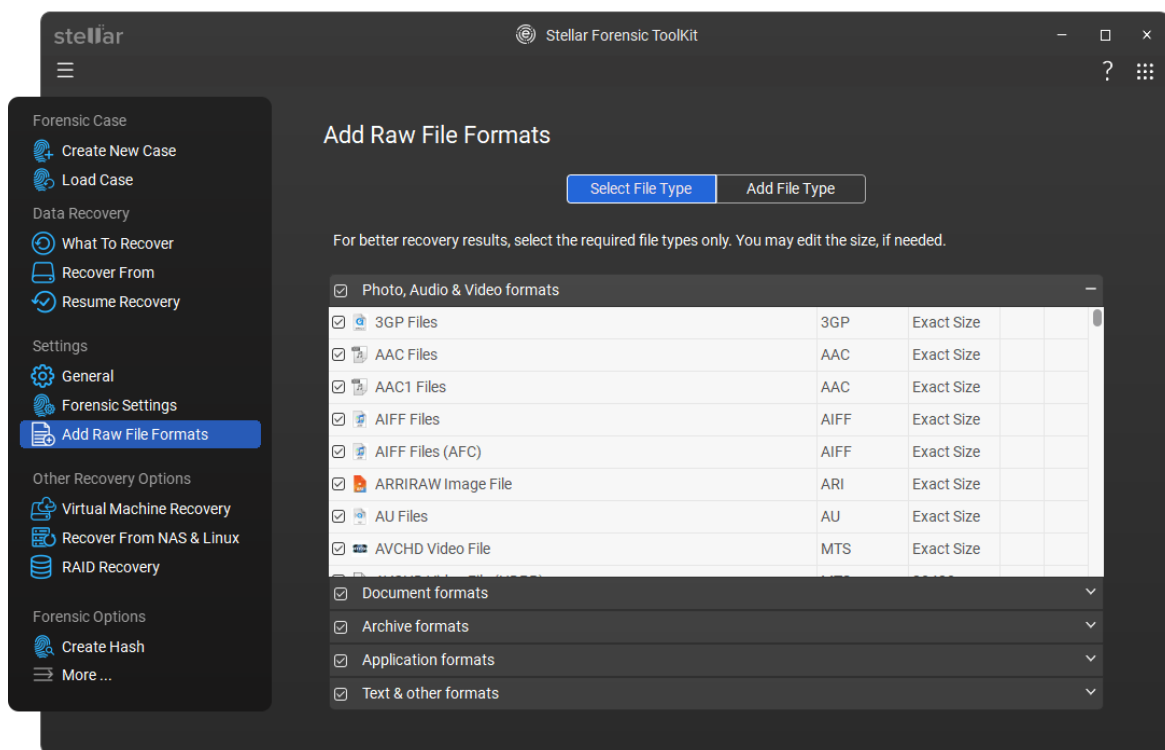 stellar
Stellar Forensic ToolKit
?
Forensic Case
Create New Case
Load Case
Data Recovery
What To Recover
Recover From
Resume Recovery
Settings
General
Forensic Settings
Add Raw File Formats
Other Recovery Options
Virtual Machine Recovery
Recover From NAS & Linux
RAID Recovery
Forensic Options
Create Hash
More ...
Add Raw File Formats
Select File Type Add File Type
For better recovery results, select the required file types only. You may edit the size, if needed.
Photo, Audio & Video formats
3GP Files 3GP Exact Size
AAC Files AAC Exact Size
AAC1 Files AAC Exact Size
AIFF Files AIFF Exact Size
AIFF Files (AFC) AIFF Exact Size
ARRIRAW Image File ARI Exact Size
AU Files AU Exact Size
AVCHD Video File MTS Exact Size
Document formats
Archive formats
Application formats
Text & other formats